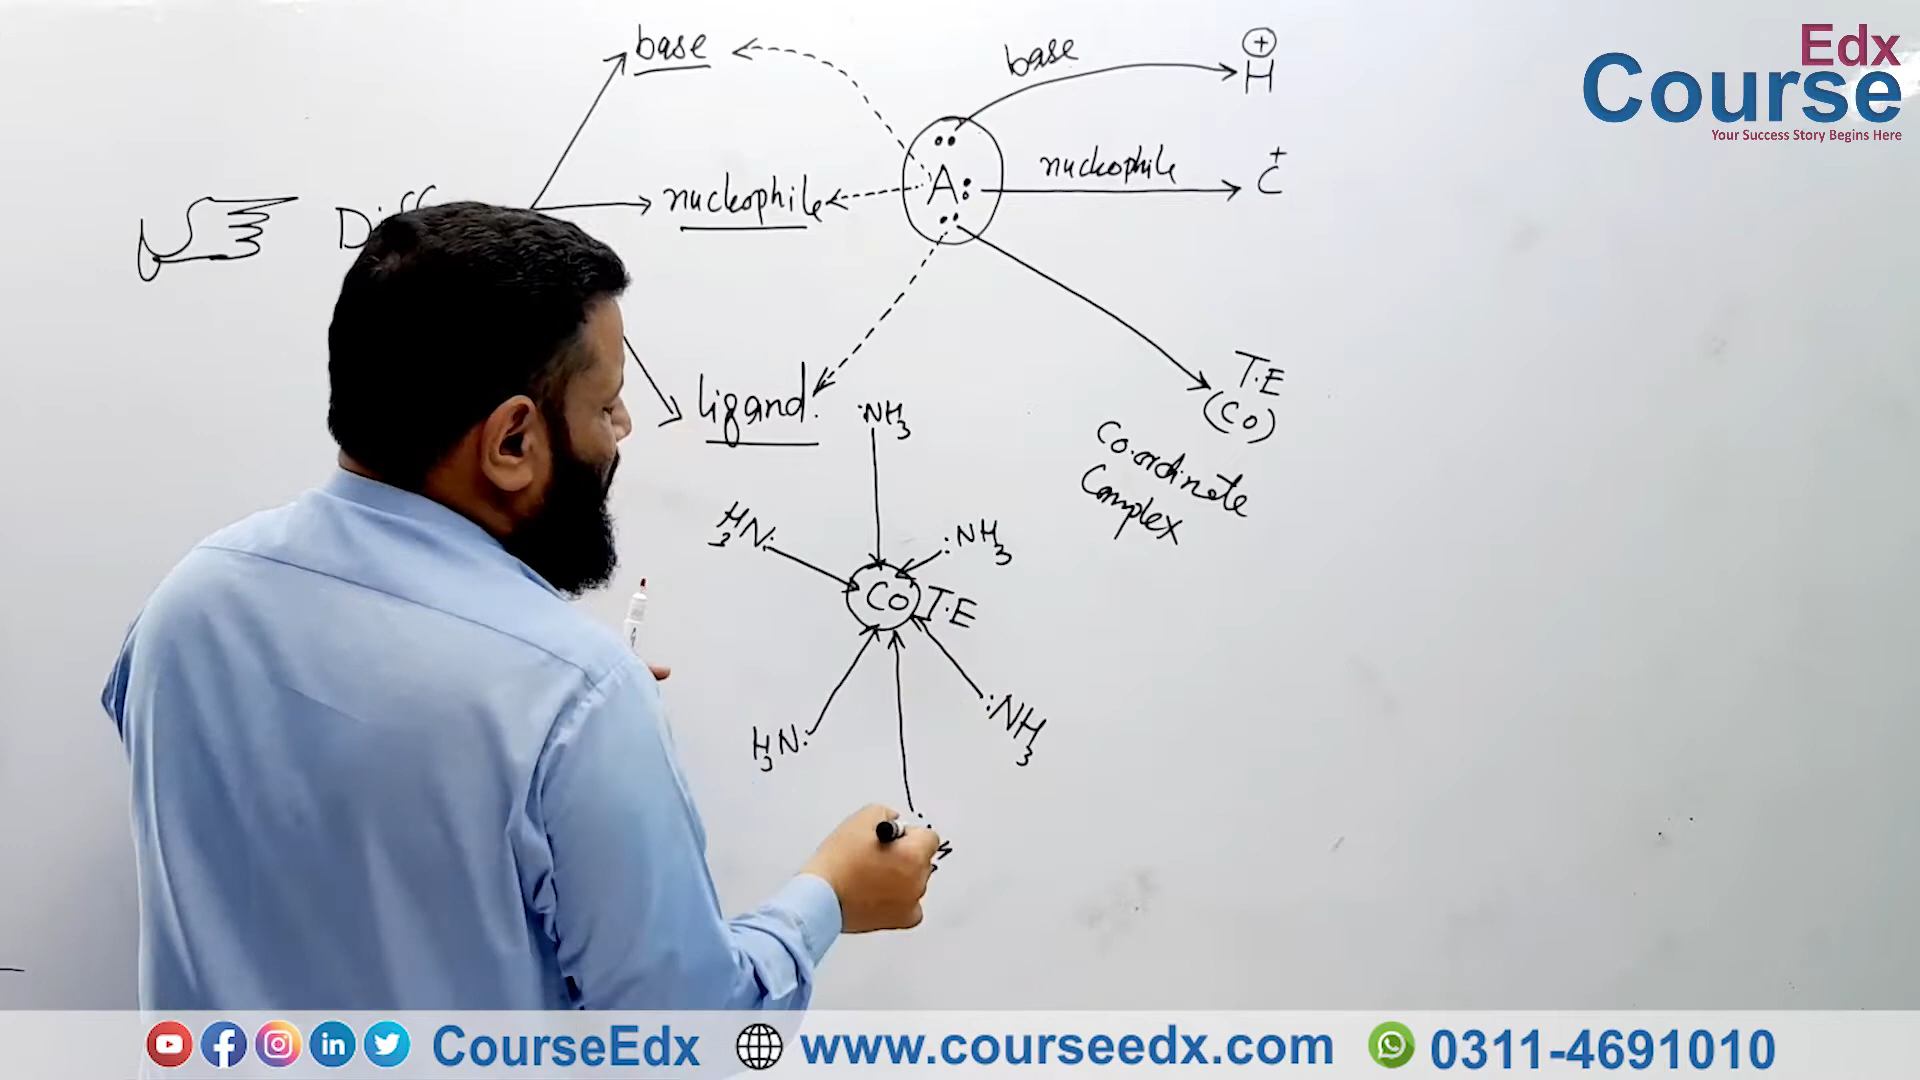 Edx
Course
Your Success Story Begins Here
base
base
+
H
A
nucleophile
+
C
Diff
nucleophile
T.E
(Co)
Co.ordinate
Complex
ligand.
:NH3
H3N:
:NH3
Co
T.E
H3N:
:NH3
CourseEdx
www.courseedx.com
0311-4691010